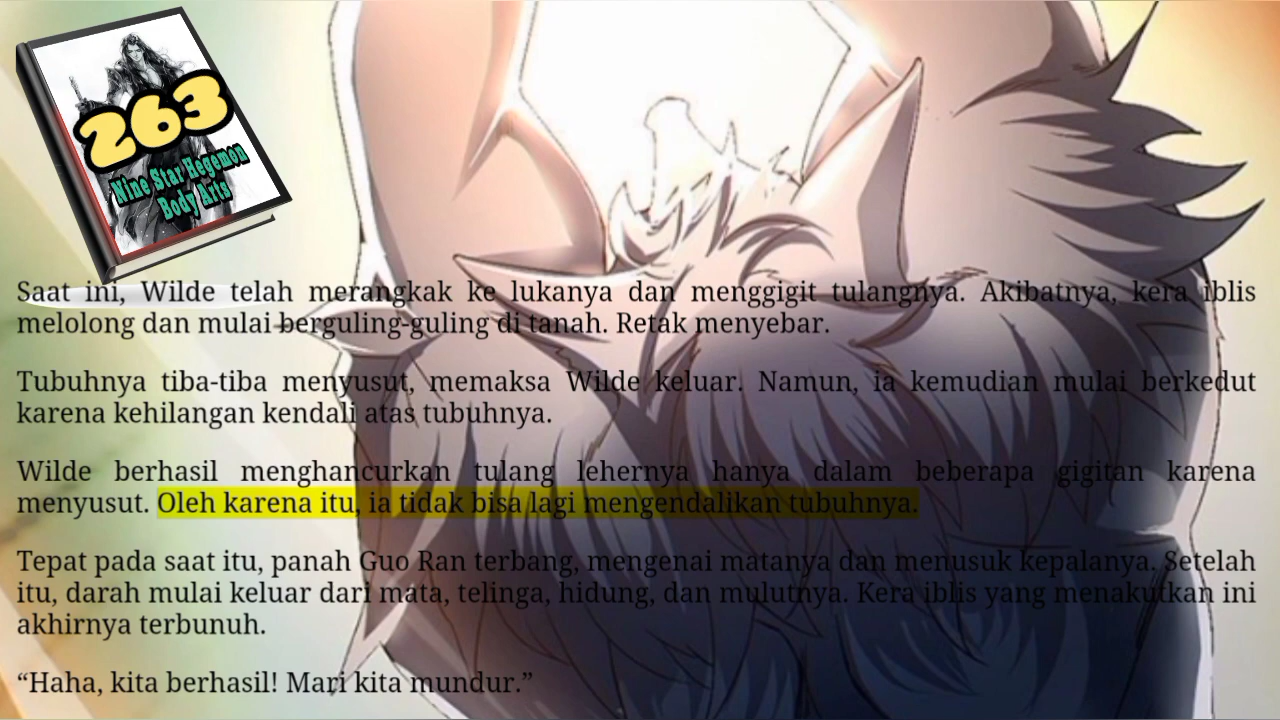 263
Nine Star Hegemon
Body Arts
Saat ini, Wilde telah merangkak ke lukanya dan menggigit tulangnya. Akibatnya, kera iblis
melolong dan mulai berguling-guling di tanah. Retak menyebar.
Tubuhnya tiba-tiba menyusut, memaksa Wilde keluar. Namun, ia kemudian mulai berkedut
karena kehilangan kendali atas tubuhnya.
Wilde berhasil menghancurkan tulang lehernya hanya dalam beberapa gigitan karena
menyusut. Oleh karena itu, ia tidak bisa lagi mengendalikan tubuhnya.
Tepat pada saat itu, panah Guo Ran terbang, mengenai matanya dan menusuk kepalanya. Setelah
itu, darah mulai keluar dari mata, telinga, hidung, dan mulutnya. Kera iblis yang menakutkan ini
akhirnya terbunuh.
“Haha, kita berhasil! Mari kita mundur.”